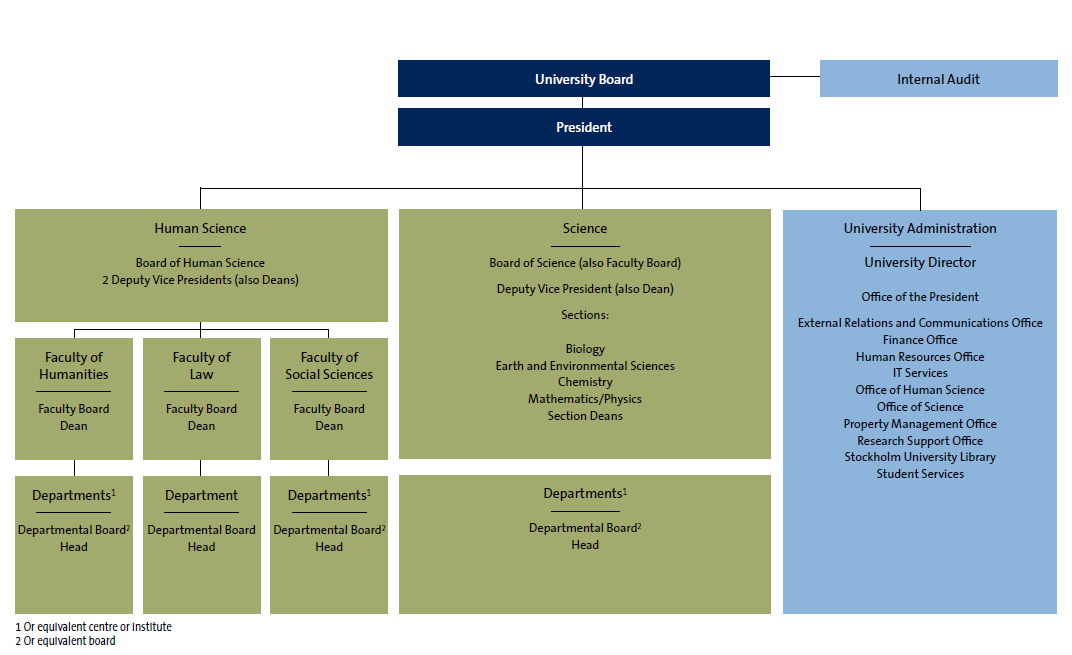 University Board
Internal Audit
President
Human Science
Board of Human Science
2 Deputy Vice Presidents (also Deans)
Faculty of
Humanities
Faculty Board
Dean
Faculty of
Law
Faculty Board
Dean
Faculty of
Social Sciences
Faculty Board
Dean
Departments¹
Departmental Board²
Head
Department
Departmental Board
Head
Departments¹
Departmental Board²
Head
Science
Board of Science (also Faculty Board)
Deputy Vice President (also Dean)
Sections:
Biology
Earth and Environmental Sciences
Chemistry
Mathematics/Physics
Section Deans
Departments¹
Departmental Board²
Head
University Administration
University Director
Office of the President
External Relations and Communications Office
Finance Office
Human Resources Office
IT Services
Office of Human Science
Office of Science
Property Management Office
Research Support Office
Stockholm University Library
Student Services
1 Or equivalent centre or institute
2 Or equivalent board